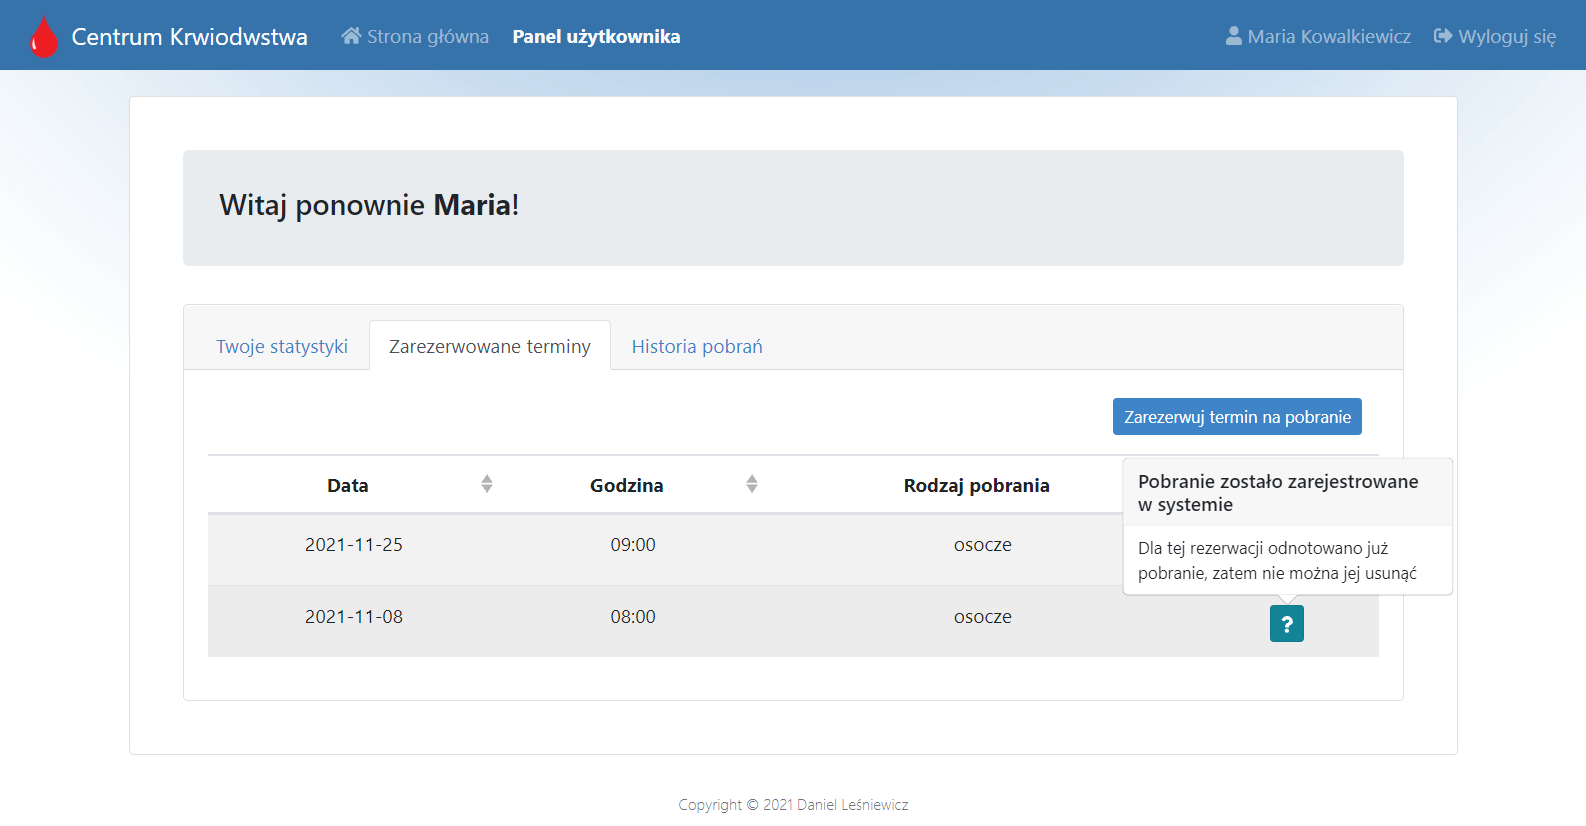 Centrum Krwiodwstwa Strona główna Panel użytkownika Maria Kowalkiewicz Wyloguj się
Witaj ponownie Maria!
Twoje statystyki Zarezerwowane terminy Historia pobrań
Zarezerwuj termin na pobranie
Data Godzina Rodzaj pobrania
Pobranie zostało zarejestrowane
w systemie
2021-11-25 09:00 osocze
Dla tej rezerwacji odnotowano już
pobranie, zatem nie można jej usunąć
2021-11-08 08:00 osocze ?
Copyright © 2021 Daniel Leśniewicz